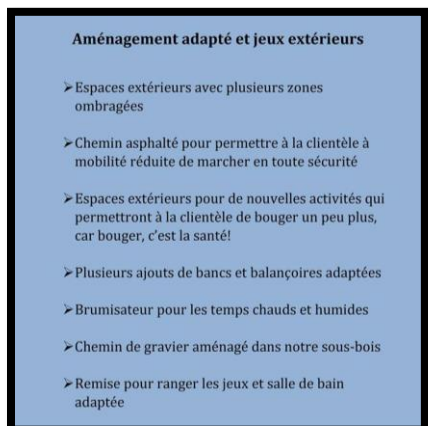 Aménagement adapté et jeux extérieurs
➢Espaces extérieurs avec plusieurs zones
ombragées
➢Chemin asphalté pour permettre à la clientèle à
mobilité réduite de marcher en toute sécurité
➢Espaces extérieurs pour de nouvelles activités qui
permettront à la clientèle de bouger un peu plus,
car bouger, c'est la santé!
➢Plusieurs ajouts de bancs et balançoires adaptées
➢Brumisateur pour les temps chauds et humides
➢Chemin de gravier aménagé dans notre sous-bois
➢Remise pour ranger les jeux et salle de bain
adaptée